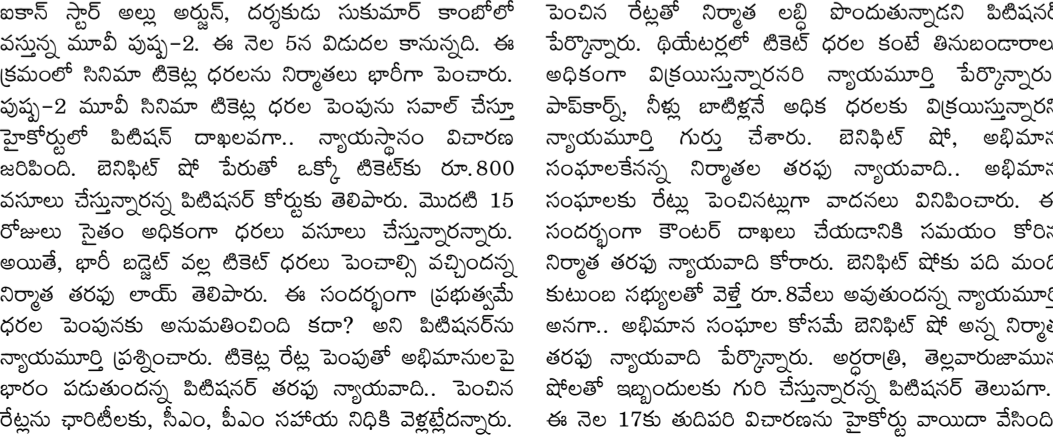 ఐకాన్ స్టార్ అల్లు అర్జున్, దర్శకుడు సుకుమార్ కాంబోలో
వస్తున్న మూవీ పుష్ప-2. ఈ నెల 5న విడుదల కానున్నది. ఈ
క్రమంలో సినిమా టికెట్ల ధరలను నిర్మాతలు భారీగా పెంచారు.
పుష్ప-2 మూవీ సినిమా టికెట్ల ధరల పెంపును సవాల్ చేస్తూ
హైకోర్టులో పిటిషన్ దాఖలవగా.. న్యాయస్థానం విచారణ
జరిపింది. బెనిఫిట్ షో పేరుతో ఒక్కో టికెట్‌కు రూ.800
వసూలు చేస్తున్నారన్న పిటిషనర్ కోర్టుకు తెలిపారు. మొదటి 15
రోజులు సైతం అధికంగా ధరలు వసూలు చేస్తున్నారన్నారు.
అయితే, భారీ బడ్జెట్ వల్ల టికెట్ ధరలు పెంచాల్సి వచ్చిందన్న
నిర్మాత తరఫు లాయ్ తెలిపారు. ఈ సందర్భంగా ప్రభుత్వమే
ధరల పెంపునకు అనుమతించింది కదా? అని పిటిషనర్‌ను
న్యాయమూర్తి ప్రశ్నించారు. టికెట్ల రేట్ల పెంపుతో అభిమానులపై
భారం పడుతుందన్న పిటిషనర్ తరఫు న్యాయవాది.. పెంచిన
రేట్లను ఛారిటీలకు, సీఎం, పీఎం సహాయ నిధికి వెళ్లట్లేదన్నారు.
పెంచిన రేట్లతో నిర్మాత లబ్ధి పొందుతున్నాడని పిటిషనర్
పేర్కొన్నారు. థియేటర్లలో టికెట్ ధరల కంటే తినుబండారాల
అధికంగా విక్రయిస్తున్నారనరి న్యాయమూర్తి పేర్కొన్నారు
పాప్‌కార్న్, నీళ్లు బాటిళ్లనే అధిక ధరలకు విక్రయిస్తున్నారని
న్యాయమూర్తి గుర్తు చేశారు. బెనిఫిట్ షో, అభిమాన
సంఘాలకేనన్న నిర్మాతల తరఫు న్యాయవాది.. అభిమాన
సంఘాలకు రేట్లు పెంచినట్లుగా వాదనలు వినిపించారు. ఈ
సందర్భంగా కౌంటర్ దాఖలు చేయడానికి సమయం కోరిన
నిర్మాత తరఫు న్యాయవాది కోరారు. బెనిఫిట్ షోకు పది మంది
కుటుంబ సభ్యులతో వెళ్తే రూ.8వేలు అవుతుందన్న న్యాయమూర్తి
అనగా.. అభిమాన సంఘాల కోసమే బెనిఫిట్ షో అన్న నిర్మాత
తరఫు న్యాయవాది పేర్కొన్నారు. అర్ధరాత్రి, తెల్లవారుజామున
షోలతో ఇబ్బందులకు గురి చేస్తున్నారన్న పిటిషనర్ తెలుపగా.
ఈ నెల 17కు తుదిపరి విచారణను హైకోర్టు వాయిదా వేసింది